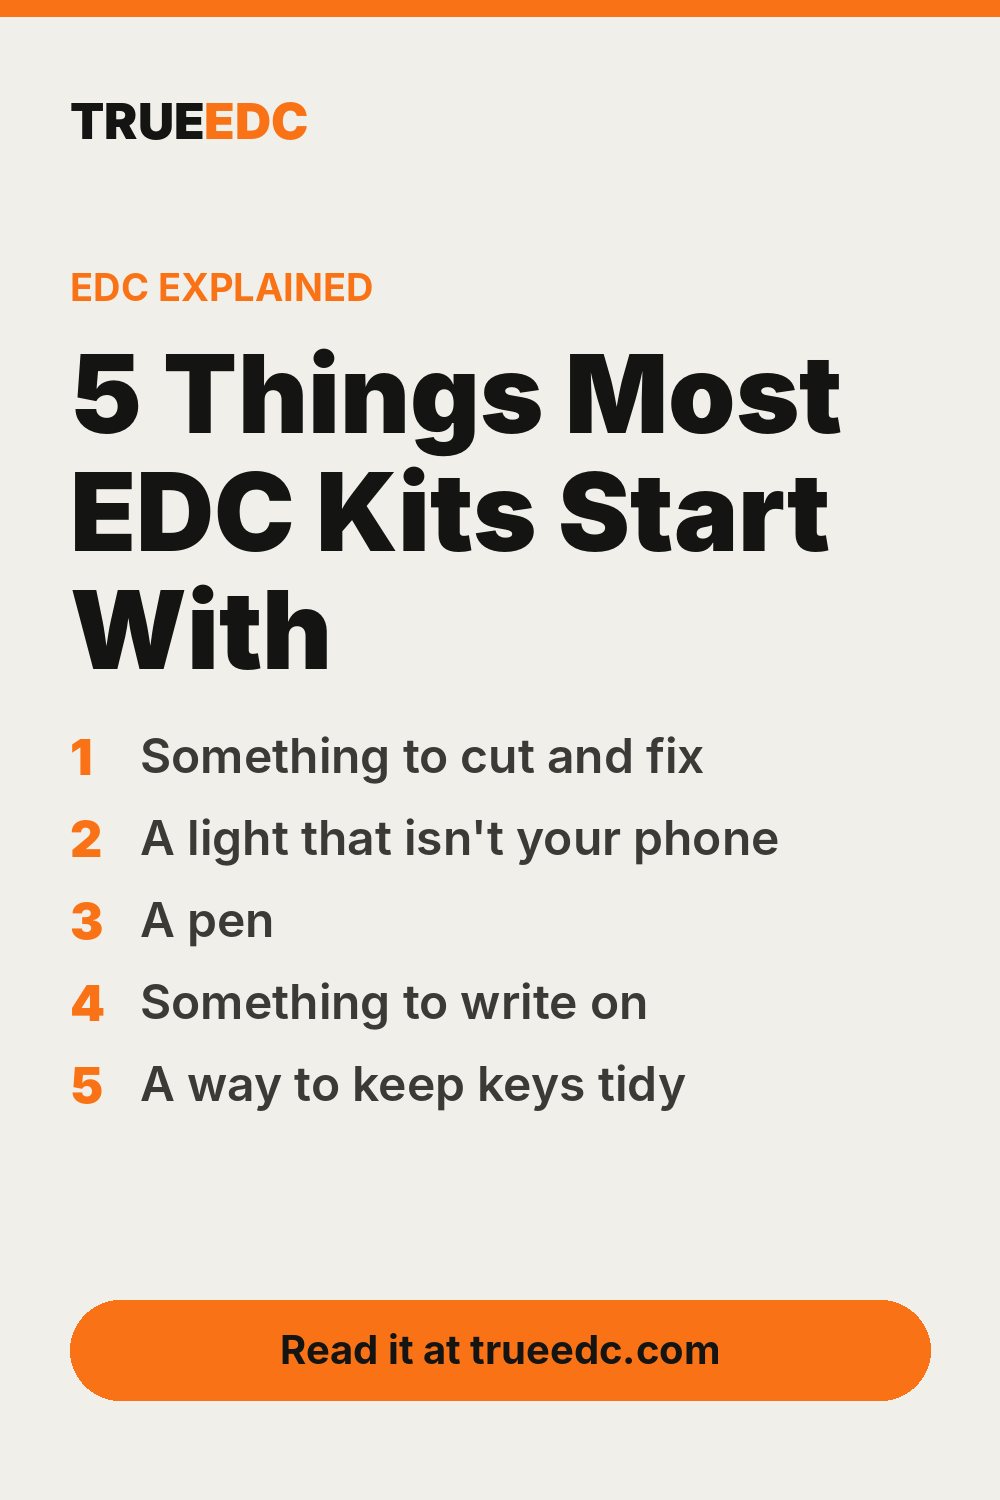 TRUEEDC
EDC EXPLAINED
5 Things Most
EDC Kits Start
With
1 Something to cut and fix
2 A light that isn't your phone
3 A pen
4 Something to write on
5 A way to keep keys tidy
Read it at trueedc.com